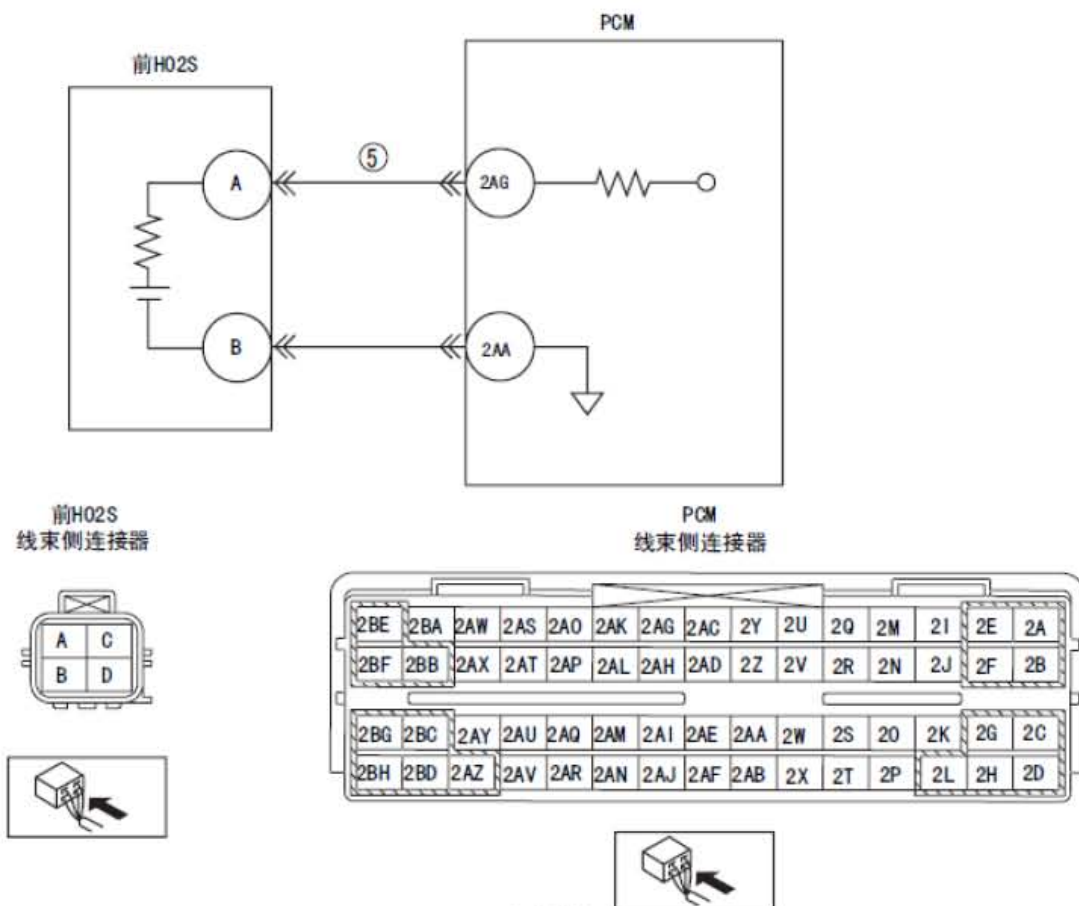 PCM
前HO2S
A
⑤
2AG
B
2AA
前HO2S
线束侧连接器
PCM
线束侧连接器
A C
B D
2BE 2BA 2AW 2AS 2AO 2AK 2AG 2AC 2Y 2U 2Q 2M 2I 2E 2A
2BF 2BB 2AX 2AT 2AP 2AL 2AH 2AD 2Z 2V 2R 2N 2J 2F 2B
2BG 2BC 2AY 2AU 2AQ 2AM 2AI 2AE 2AA 2W 2S 2O 2K 2G 2C
2BH 2BD 2AZ 2AV 2AR 2AN 2AJ 2AF 2AB 2X 2T 2P 2L 2H 2D